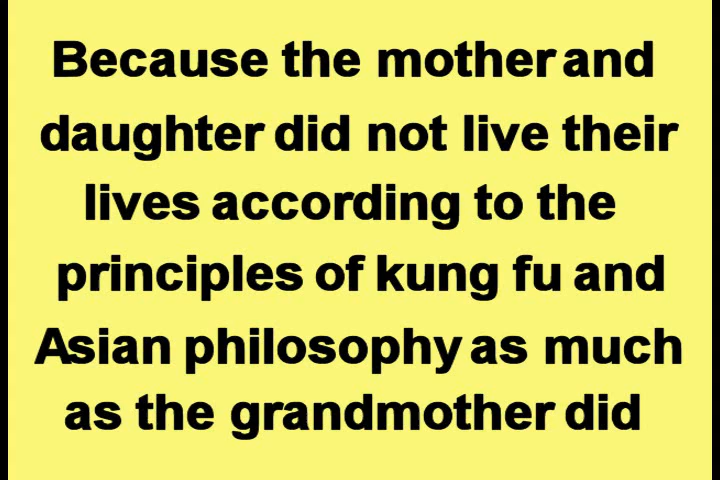 Because the mother and
daughter did not live their
lives according to the
principles of kung fu and
Asian philosophy as much
as the grandmother did